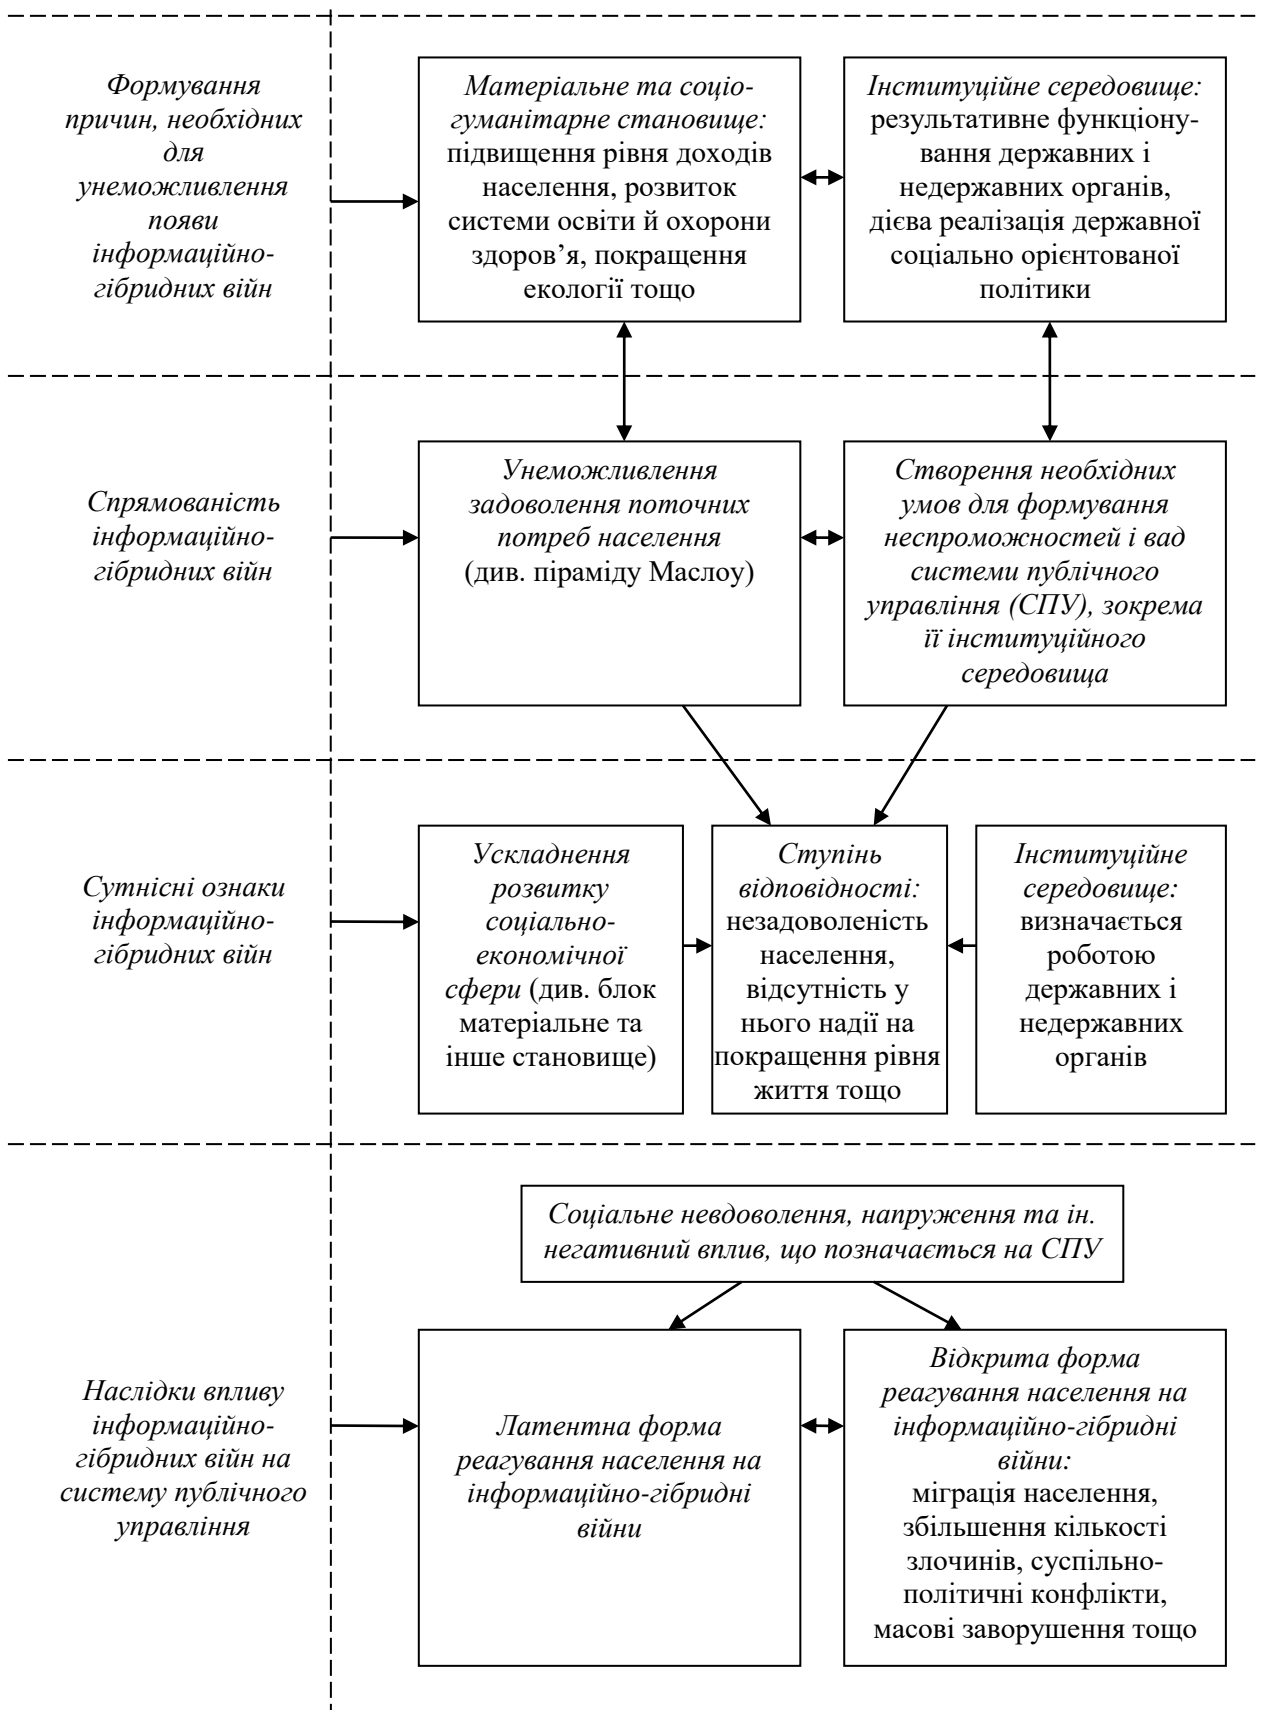 Формування
причин, необхідних
для
унеможливлення
появи
інформаційно-
гібридних війн
Матеріальне та соціо-
гуманітарне становище:
підвищення рівня доходів
населення, розвиток
системи освіти й охорони
здоров’я, покращення
екології тощо
Інституційне середовище:
результативне функціону-
вання державних і
недержавних органів,
дієва реалізація державної
соціально орієнтованої
політики
Спрямованість
інформаційно-
гібридних війн
Унеможливлення
задоволення поточних
потреб населення
(див. піраміду Маслоу)
Створення необхідних
умов для формування
неспроможностей і вад
системи публічного
управління (СПУ), зокрема
її інституційного
середовища
Сутнісні ознаки
інформаційно-
гібридних війн
Ускладнення
розвитку
соціально-
економічної
сфери (див. блок
матеріальне та
інше становище)
Ступінь
відповідності:
незадоволеність
населення,
відсутність у
нього надії на
покращення рівня
життя тощо
Інституційне
середовище:
визначається
роботою
державних і
недержавних
органів
Соціальне невдоволення, напруження та ін.
негативний вплив, що позначається на СПУ
Наслідки впливу
інформаційно-
гібридних війн на
систему публічного
управління
Латентна форма
реагування населення на
інформаційно-гібридні
війни
Відкрита форма
реагування населення на
інформаційно-гібридні
війни:
міграція населення,
збільшення кількості
злочинів, суспільно-
політичні конфлікти,
масові заворушення тощо